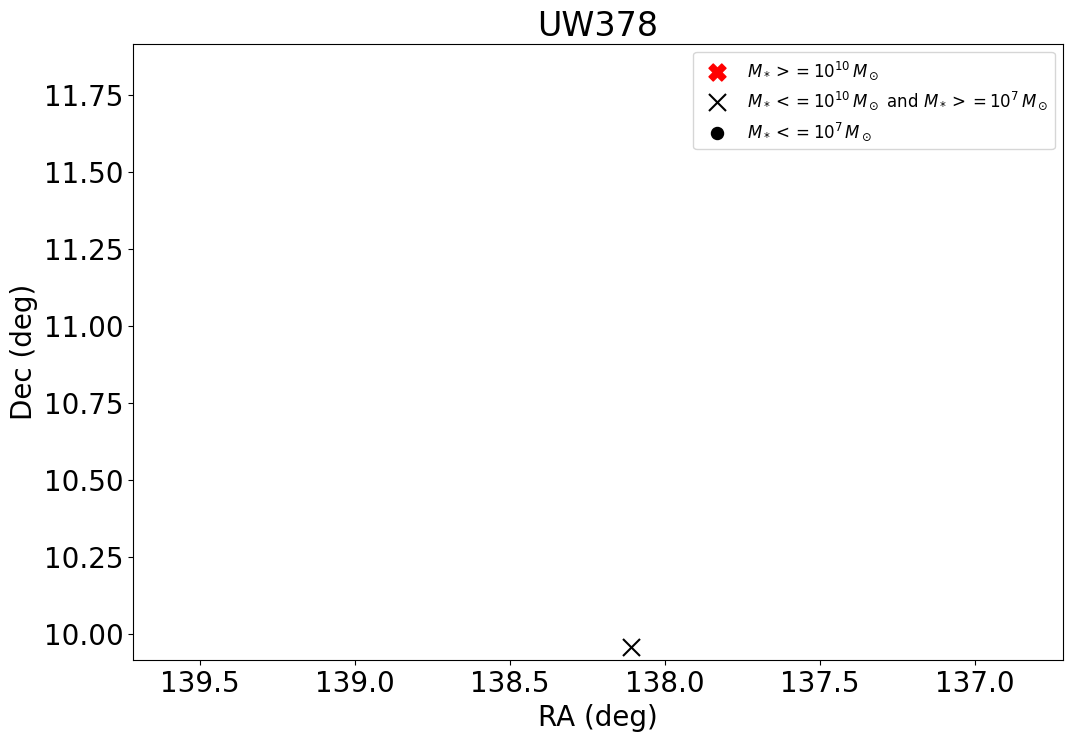 UW378
M* >= 10^10 M⊙
M* <= 10^10 M⊙ and M* >= 10^7 M⊙
M* <= 10^7 M⊙
11.75
11.50
11.25
11.00
10.75
10.50
10.25
10.00
Dec (deg)
139.5 139.0 138.5 138.0 137.5 137.0
RA (deg)